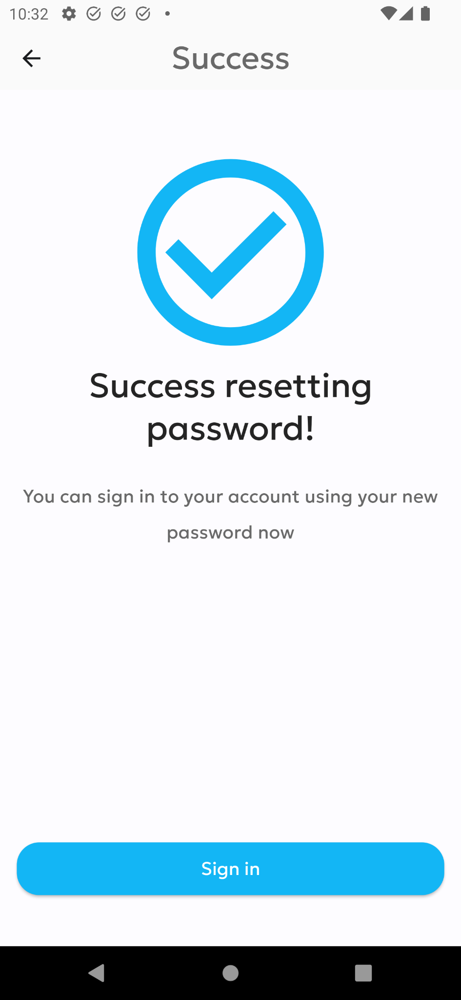 10:32
Success
Success resetting
password!
You can sign in to your account using your new
password now
Sign in